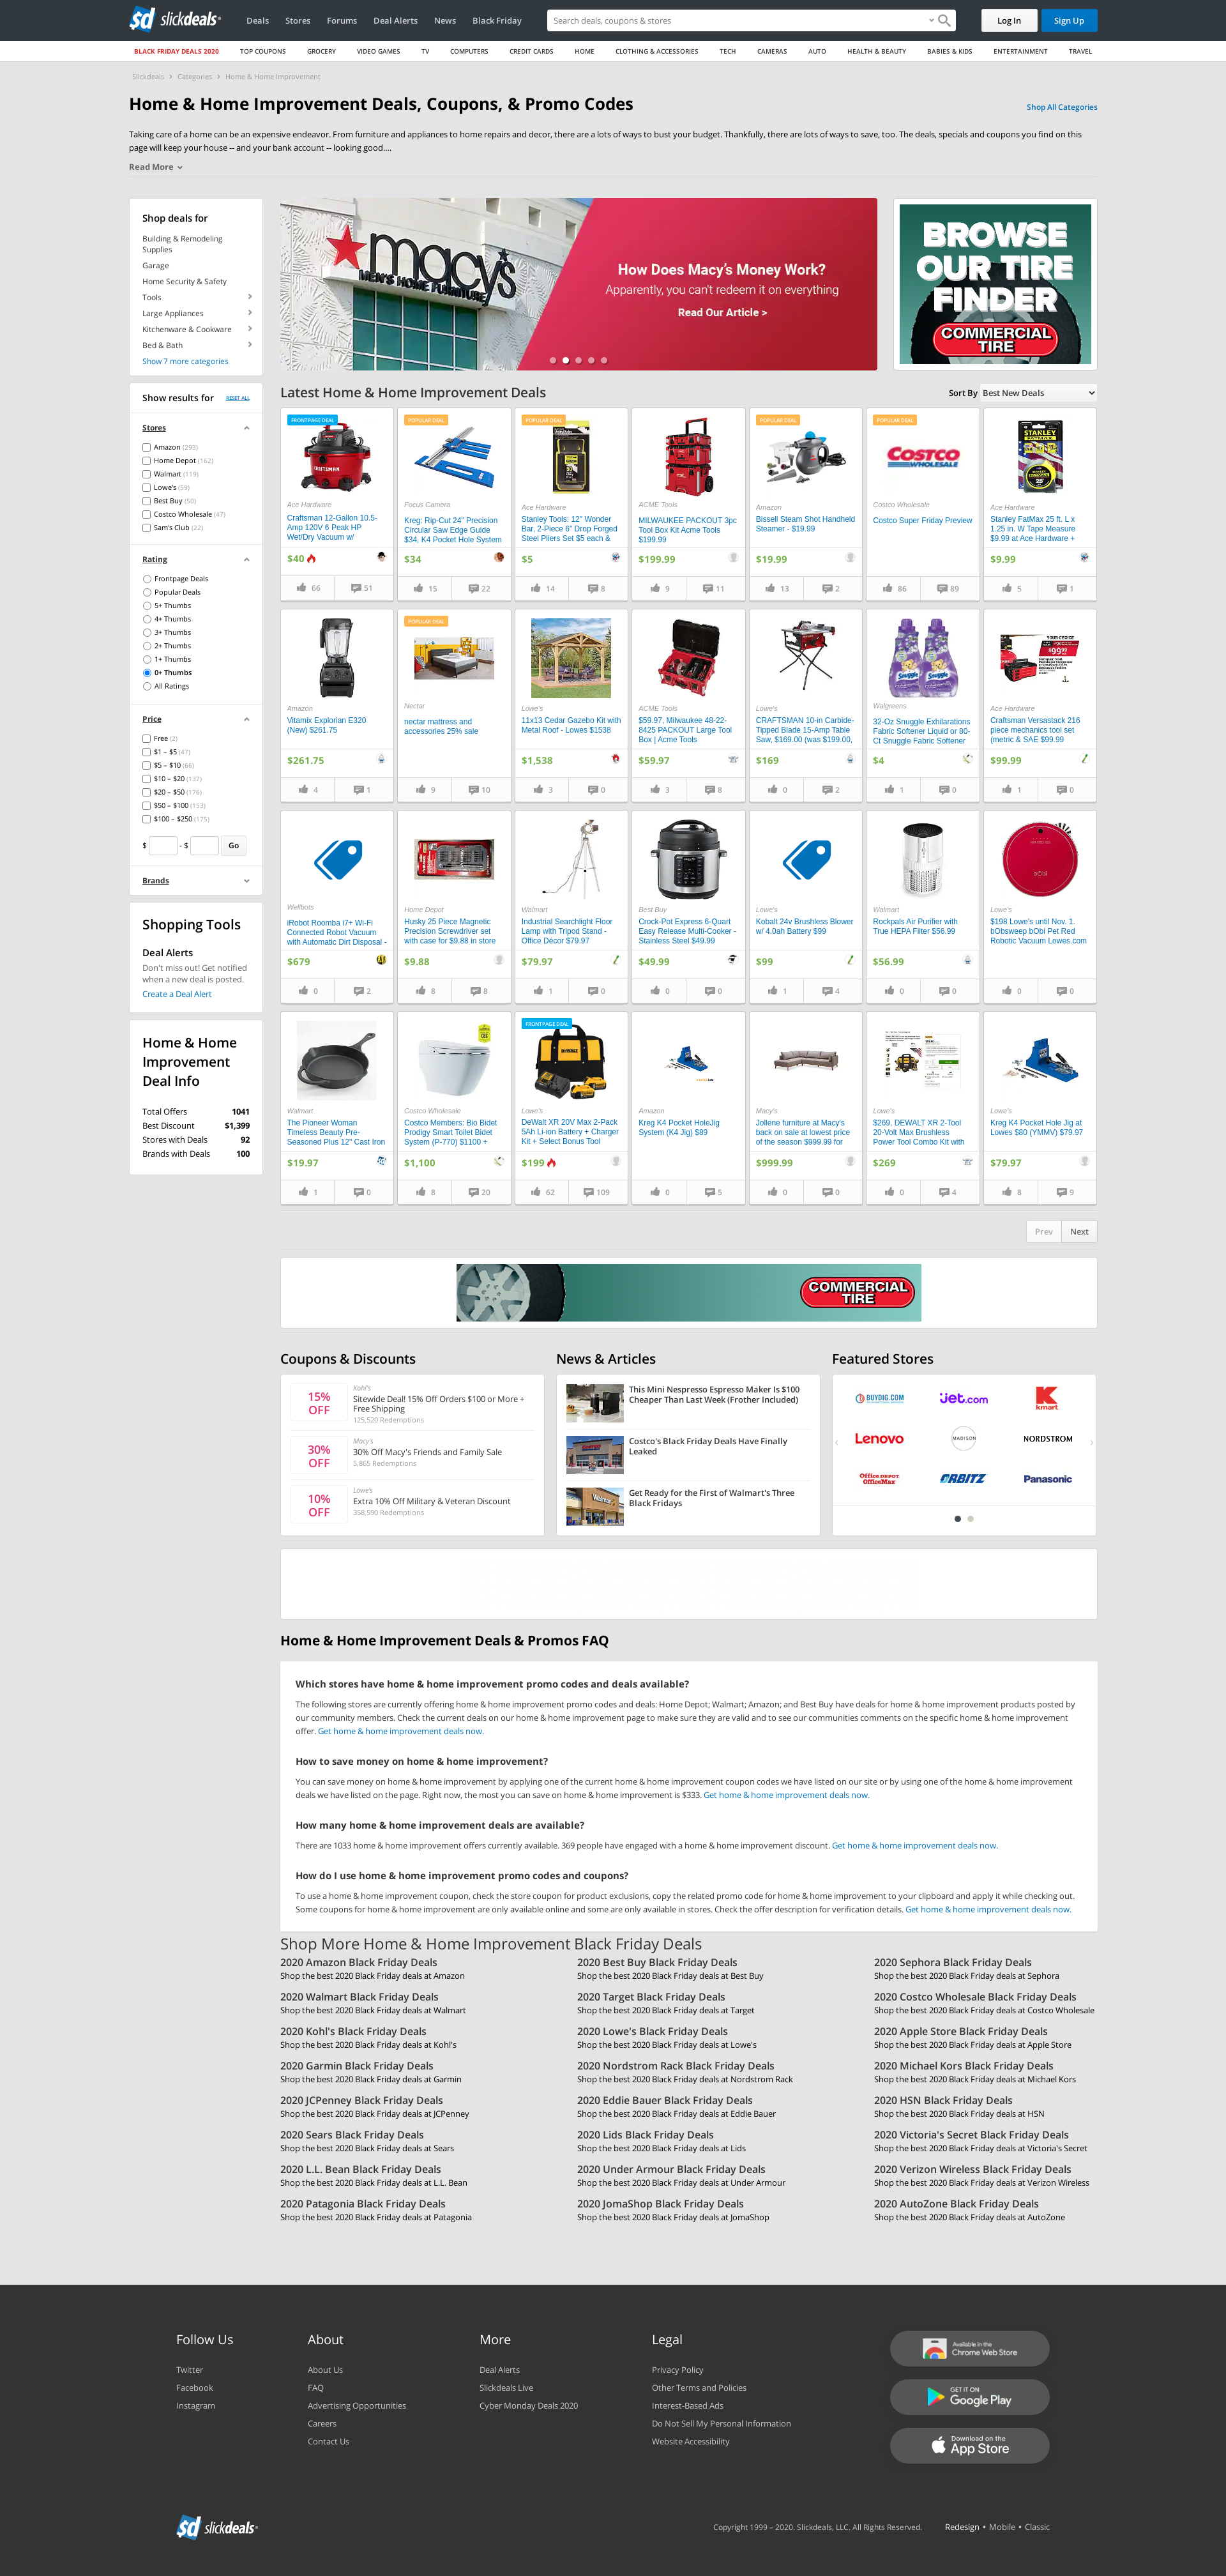 slickdeals
Deals
Stores
Forums
Deal Alerts
News
Black Friday
Search deals, coupons & stores
Log In
Sign Up
BLACK FRIDAY DEALS 2020
TOP COUPONS
GROCERY
VIDEO GAMES
TV
COMPUTERS
CREDIT CARDS
HOME
CLOTHING & ACCESSORIES
TECH
CAMERAS
AUTO
HEALTH & BEAUTY
BABIES & KIDS
ENTERTAINMENT
TRAVEL
Slickdeals › Categories › Home & Home Improvement
Home & Home Improvement Deals, Coupons, & Promo Codes
Shop All Categories
Taking care of a home can be an expensive endeavor. From furniture and appliances to home repairs and decor, there are a lots of ways to bust your budget. Thankfully, there are lots of ways to save, too. The deals, specials and coupons you find on this
page will keep your house -- and your bank account -- looking good....
Read More
Shop deals for
Building & Remodeling
Supplies
Garage
Home Security & Safety
Tools
Large Appliances
Kitchenware & Cookware
Bed & Bath
Show 7 more categories
Show results for
RESET ALL
Stores
Amazon (293)
Home Depot (162)
Walmart (119)
Lowe's (59)
Best Buy (50)
Costco Wholesale (47)
Sam's Club (22)
Rating
Frontpage Deals
Popular Deals
5+ Thumbs
4+ Thumbs
3+ Thumbs
2+ Thumbs
1+ Thumbs
0+ Thumbs
All Ratings
Price
Free (2)
$1 – $5 (47)
$5 – $10 (66)
$10 – $20 (137)
$20 – $50 (176)
$50 – $100 (153)
$100 – $250 (175)
$ - $ Go
Brands
Shopping Tools
Deal Alerts
Don't miss out! Get notified
when a new deal is posted.
Create a Deal Alert
Home & Home
Improvement
Deal Info
Total Offers 1041
Best Discount $1,399
Stores with Deals 92
Brands with Deals 100
macy's
MEN'S HOME FURNITURE
How Does Macy's Money Work?
Apparently, you can't redeem it on everything
Read Our Article >
BROWSE
OUR TIRE
FINDER
COMMERCIAL
TIRE
Latest Home & Home Improvement Deals
Sort By Best New Deals
FRONTPAGE DEAL
Ace Hardware
Craftsman 12-Gallon 10.5-
Amp 120V 6 Peak HP
Wet/Dry Vacuum w/
$40
66 51
POPULAR DEAL
Focus Camera
Kreg: Rip-Cut 24" Precision
Circular Saw Edge Guide
$34, K4 Pocket Hole System
$34
15 22
POPULAR DEAL
Ace Hardware
Stanley Tools: 12" Wonder
Bar, 2-Piece 6" Drop Forged
Steel Pliers Set $5 each &
$5
14 8
ACME Tools
MILWAUKEE PACKOUT 3pc
Tool Box Kit Acme Tools
$199.99
$199.99
9 11
POPULAR DEAL
Amazon
Bissell Steam Shot Handheld
Steamer - $19.99
$19.99
13 2
POPULAR DEAL
COSTCO
WHOLESALE
Costco Wholesale
Costco Super Friday Preview
86 89
STANLEY
FATMAX
Ace Hardware
Stanley FatMax 25 ft. L x
1.25 in. W Tape Measure
$9.99 at Ace Hardware +
$9.99
5 1
Amazon
Vitamix Explorian E320
(New) $261.75
$261.75
4 1
POPULAR DEAL
Nectar
nectar mattress and
accessories 25% sale
9 10
Lowe's
11x13 Cedar Gazebo Kit with
Metal Roof - Lowes $1538
$1,538
3 0
ACME Tools
$59.97, Milwaukee 48-22-
8425 PACKOUT Large Tool
Box | Acme Tools
$59.97
3 8
Lowe's
CRAFTSMAN 10-in Carbide-
Tipped Blade 15-Amp Table
Saw, $169.00 (was $199.00,
$169
0 2
Snuggle Snuggle
Walgreens
32-Oz Snuggle Exhilarations
Fabric Softener Liquid or 80-
Ct Snuggle Fabric Softener
$4
1 0
YOUR CHOICE
Ace Hardware
Craftsman Versastack 216
piece mechanics tool set
(metric & SAE $99.99
$99.99
1 0
Wellbots
iRobot Roomba i7+ Wi-Fi
Connected Robot Vacuum
with Automatic Dirt Disposal -
$679
0 2
Home Depot
Husky 25 Piece Magnetic
Precision Screwdriver set
with case for $9.88 in store
$9.88
8 8
Walmart
Industrial Searchlight Floor
Lamp with Tripod Stand -
Office Décor $79.97
$79.97
1 0
Best Buy
Crock-Pot Express 6-Quart
Easy Release Multi-Cooker -
Stainless Steel $49.99
$49.99
0 0
Lowe's
Kobalt 24v Brushless Blower
w/ 4.0ah Battery $99
$99
1 4
Walmart
Rockpals Air Purifier with
True HEPA Filter $56.99
$56.99
0 0
bObi
Lowe's
$198 Lowe's until Nov. 1.
bObsweep bObi Pet Red
Robotic Vacuum Lowes.com
0 0
Walmart
The Pioneer Woman
Timeless Beauty Pre-
Seasoned Plus 12" Cast Iron
$19.97
1 0
Costco Wholesale
Costco Members: Bio Bidet
Prodigy Smart Toilet Bidet
System (P-770) $1100 +
$1,100
8 20
FRONTPAGE DEAL
Lowe's
DeWalt XR 20V Max 2-Pack
5Ah Li-ion Battery + Charger
Kit + Select Bonus Tool
$199
62 109
Amazon
Kreg K4 Pocket HoleJig
System (K4 Jig) $89
0 5
Macy's
Jollene furniture at Macy's
back on sale at lowest price
of the season $999.99 for
$999.99
0 0
Lowe's
$269, DEWALT XR 2-Tool
20-Volt Max Brushless
Power Tool Combo Kit with
$269
0 4
Lowe's
Kreg K4 Pocket Hole Jig at
Lowes $80 (YMMV) $79.97
$79.97
8 9
Prev
Next
COMMERCIAL
TIRE
Coupons & Discounts
15%
OFF
Kohl's
Sitewide Deal! 15% Off Orders $100 or More +
Free Shipping
125,520 Redemptions
30%
OFF
Macy's
30% Off Macy's Friends and Family Sale
5,865 Redemptions
10%
OFF
Lowe's
Extra 10% Off Military & Veteran Discount
358,590 Redemptions
News & Articles
This Mini Nespresso Espresso Maker Is $100
Cheaper Than Last Week (Frother Included)
Costco's Black Friday Deals Have Finally
Leaked
Walmart
Get Ready for the First of Walmart's Three
Black Fridays
Featured Stores
BUYDIG.COM
Jet.com
kmart
Lenovo
MADISON
NORDSTROM
Office DEPOT
OfficeMax
ORBITZ
Panasonic
Home & Home Improvement Deals & Promos FAQ
Which stores have home & home improvement promo codes and deals available?
The following stores are currently offering home & home improvement promo codes and deals: Home Depot; Walmart; Amazon; and Best Buy have deals for home & home improvement products posted by
our community members. Check the current deals on our home & home improvement page to make sure they are valid and to see our communities comments on the specific home & home improvement
offer. Get home & home improvement deals now.
How to save money on home & home improvement?
You can save money on home & home improvement by applying one of the current home & home improvement coupon codes we have listed on our site or by using one of the home & home improvement
deals we have listed on the page. Right now, the most you can save on home & home improvement is $333. Get home & home improvement deals now.
How many home & home improvement deals are available?
There are 1033 home & home improvement offers currently available. 369 people have engaged with a home & home improvement discount. Get home & home improvement deals now.
How do I use home & home improvement promo codes and coupons?
To use a home & home improvement coupon, check the store coupon for product exclusions, copy the related promo code for home & home improvement to your clipboard and apply it while checking out.
Some coupons for home & home improvement are only available online and some are only available in stores. Check the offer description for verification details. Get home & home improvement deals now.
Shop More Home & Home Improvement Black Friday Deals
2020 Amazon Black Friday Deals
Shop the best 2020 Black Friday deals at Amazon
2020 Best Buy Black Friday Deals
Shop the best 2020 Black Friday deals at Best Buy
2020 Sephora Black Friday Deals
Shop the best 2020 Black Friday deals at Sephora
2020 Walmart Black Friday Deals
Shop the best 2020 Black Friday deals at Walmart
2020 Target Black Friday Deals
Shop the best 2020 Black Friday deals at Target
2020 Costco Wholesale Black Friday Deals
Shop the best 2020 Black Friday deals at Costco Wholesale
2020 Kohl's Black Friday Deals
Shop the best 2020 Black Friday deals at Kohl's
2020 Lowe's Black Friday Deals
Shop the best 2020 Black Friday deals at Lowe's
2020 Apple Store Black Friday Deals
Shop the best 2020 Black Friday deals at Apple Store
2020 Garmin Black Friday Deals
Shop the best 2020 Black Friday deals at Garmin
2020 Nordstrom Rack Black Friday Deals
Shop the best 2020 Black Friday deals at Nordstrom Rack
2020 Michael Kors Black Friday Deals
Shop the best 2020 Black Friday deals at Michael Kors
2020 JCPenney Black Friday Deals
Shop the best 2020 Black Friday deals at JCPenney
2020 Eddie Bauer Black Friday Deals
Shop the best 2020 Black Friday deals at Eddie Bauer
2020 HSN Black Friday Deals
Shop the best 2020 Black Friday deals at HSN
2020 Sears Black Friday Deals
Shop the best 2020 Black Friday deals at Sears
2020 Lids Black Friday Deals
Shop the best 2020 Black Friday deals at Lids
2020 Victoria's Secret Black Friday Deals
Shop the best 2020 Black Friday deals at Victoria's Secret
2020 L.L. Bean Black Friday Deals
Shop the best 2020 Black Friday deals at L.L. Bean
2020 Under Armour Black Friday Deals
Shop the best 2020 Black Friday deals at Under Armour
2020 Verizon Wireless Black Friday Deals
Shop the best 2020 Black Friday deals at Verizon Wireless
2020 Patagonia Black Friday Deals
Shop the best 2020 Black Friday deals at Patagonia
2020 JomaShop Black Friday Deals
Shop the best 2020 Black Friday deals at JomaShop
2020 AutoZone Black Friday Deals
Shop the best 2020 Black Friday deals at AutoZone
Follow Us
Twitter
Facebook
Instagram
About
About Us
FAQ
Advertising Opportunities
Careers
Contact Us
More
Deal Alerts
Slickdeals Live
Cyber Monday Deals 2020
Legal
Privacy Policy
Other Terms and Policies
Interest-Based Ads
Do Not Sell My Personal Information
Website Accessibility
Available in the
Chrome Web Store
GET IT ON
Google Play
Download on the
App Store
slickdeals
Copyright 1999 – 2020. Slickdeals, LLC. All Rights Reserved.
Redesign • Mobile • Classic